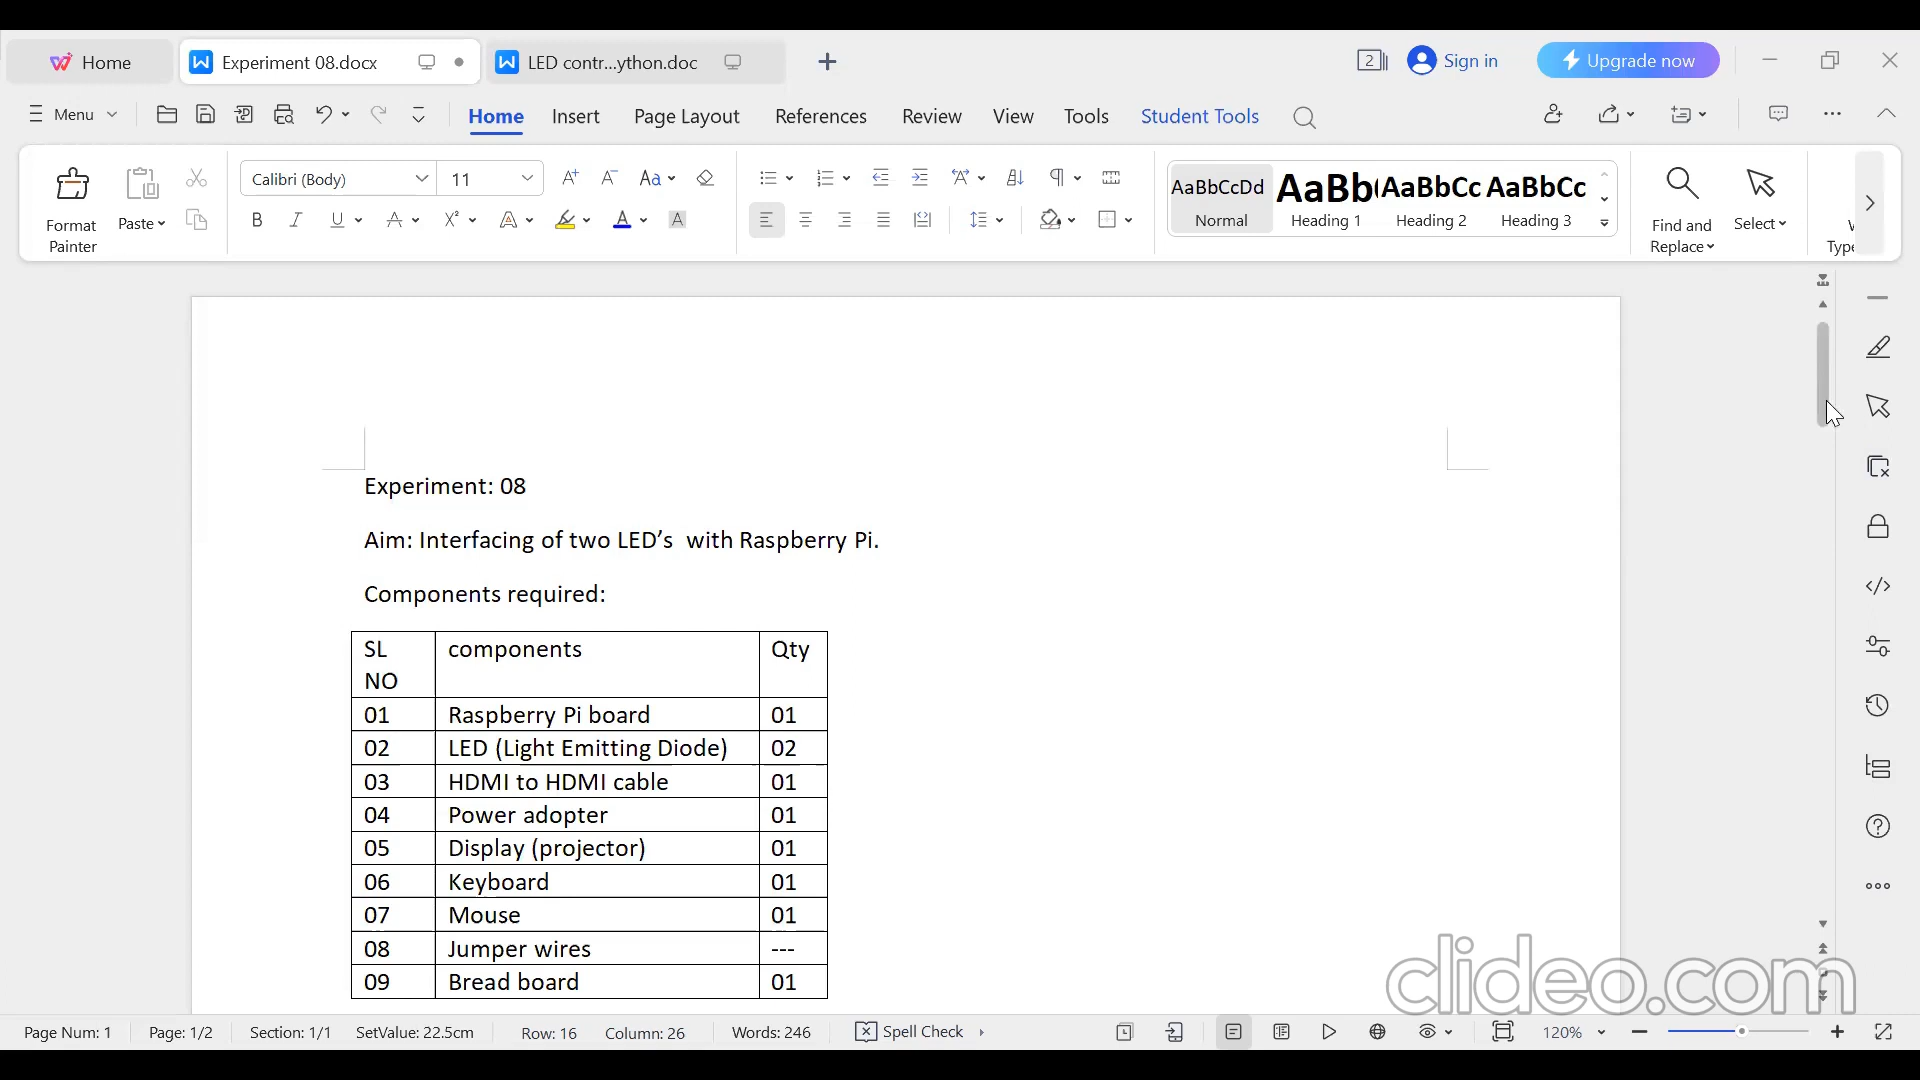 Home Experiment 08.docx LED contr...ython.doc 2 Sign in Upgrade now
Menu Home Insert Page Layout References Review View Tools Student Tools
Format Painter
Paste
Calibri (Body) 11
AaBbCcDd AaBb( AaBbCc AaBbCc
Normal Heading 1 Heading 2 Heading 3
Find and Replace
Select
Experiment: 08
Aim: Interfacing of two LED’s  with Raspberry Pi.
Components required:
SL NO components Qty
01 Raspberry Pi board 01
02 LED (Light Emitting Diode) 02
03 HDMI to HDMI cable 01
04 Power adopter 01
05 Display (projector) 01
06 Keyboard 01
07 Mouse 01
08 Jumper wires ---
09 Bread board 01
clideo.com
Page Num: 1 Page: 1/2 Section: 1/1 SetValue: 22.5cm Row: 16 Column: 26 Words: 246 Spell Check 120%